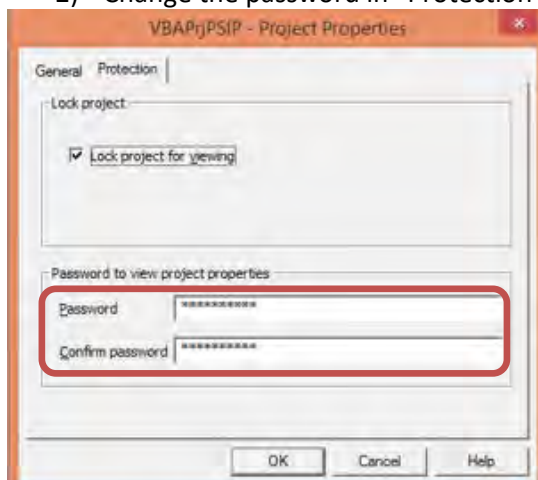 2) Change the password in "Protection"
VBAPrjPSIP - Project Properties
General Protection
Lock project
Lock project for viewing
Password to view project properties
Password **********
Confirm password **********
OK Cancel Help